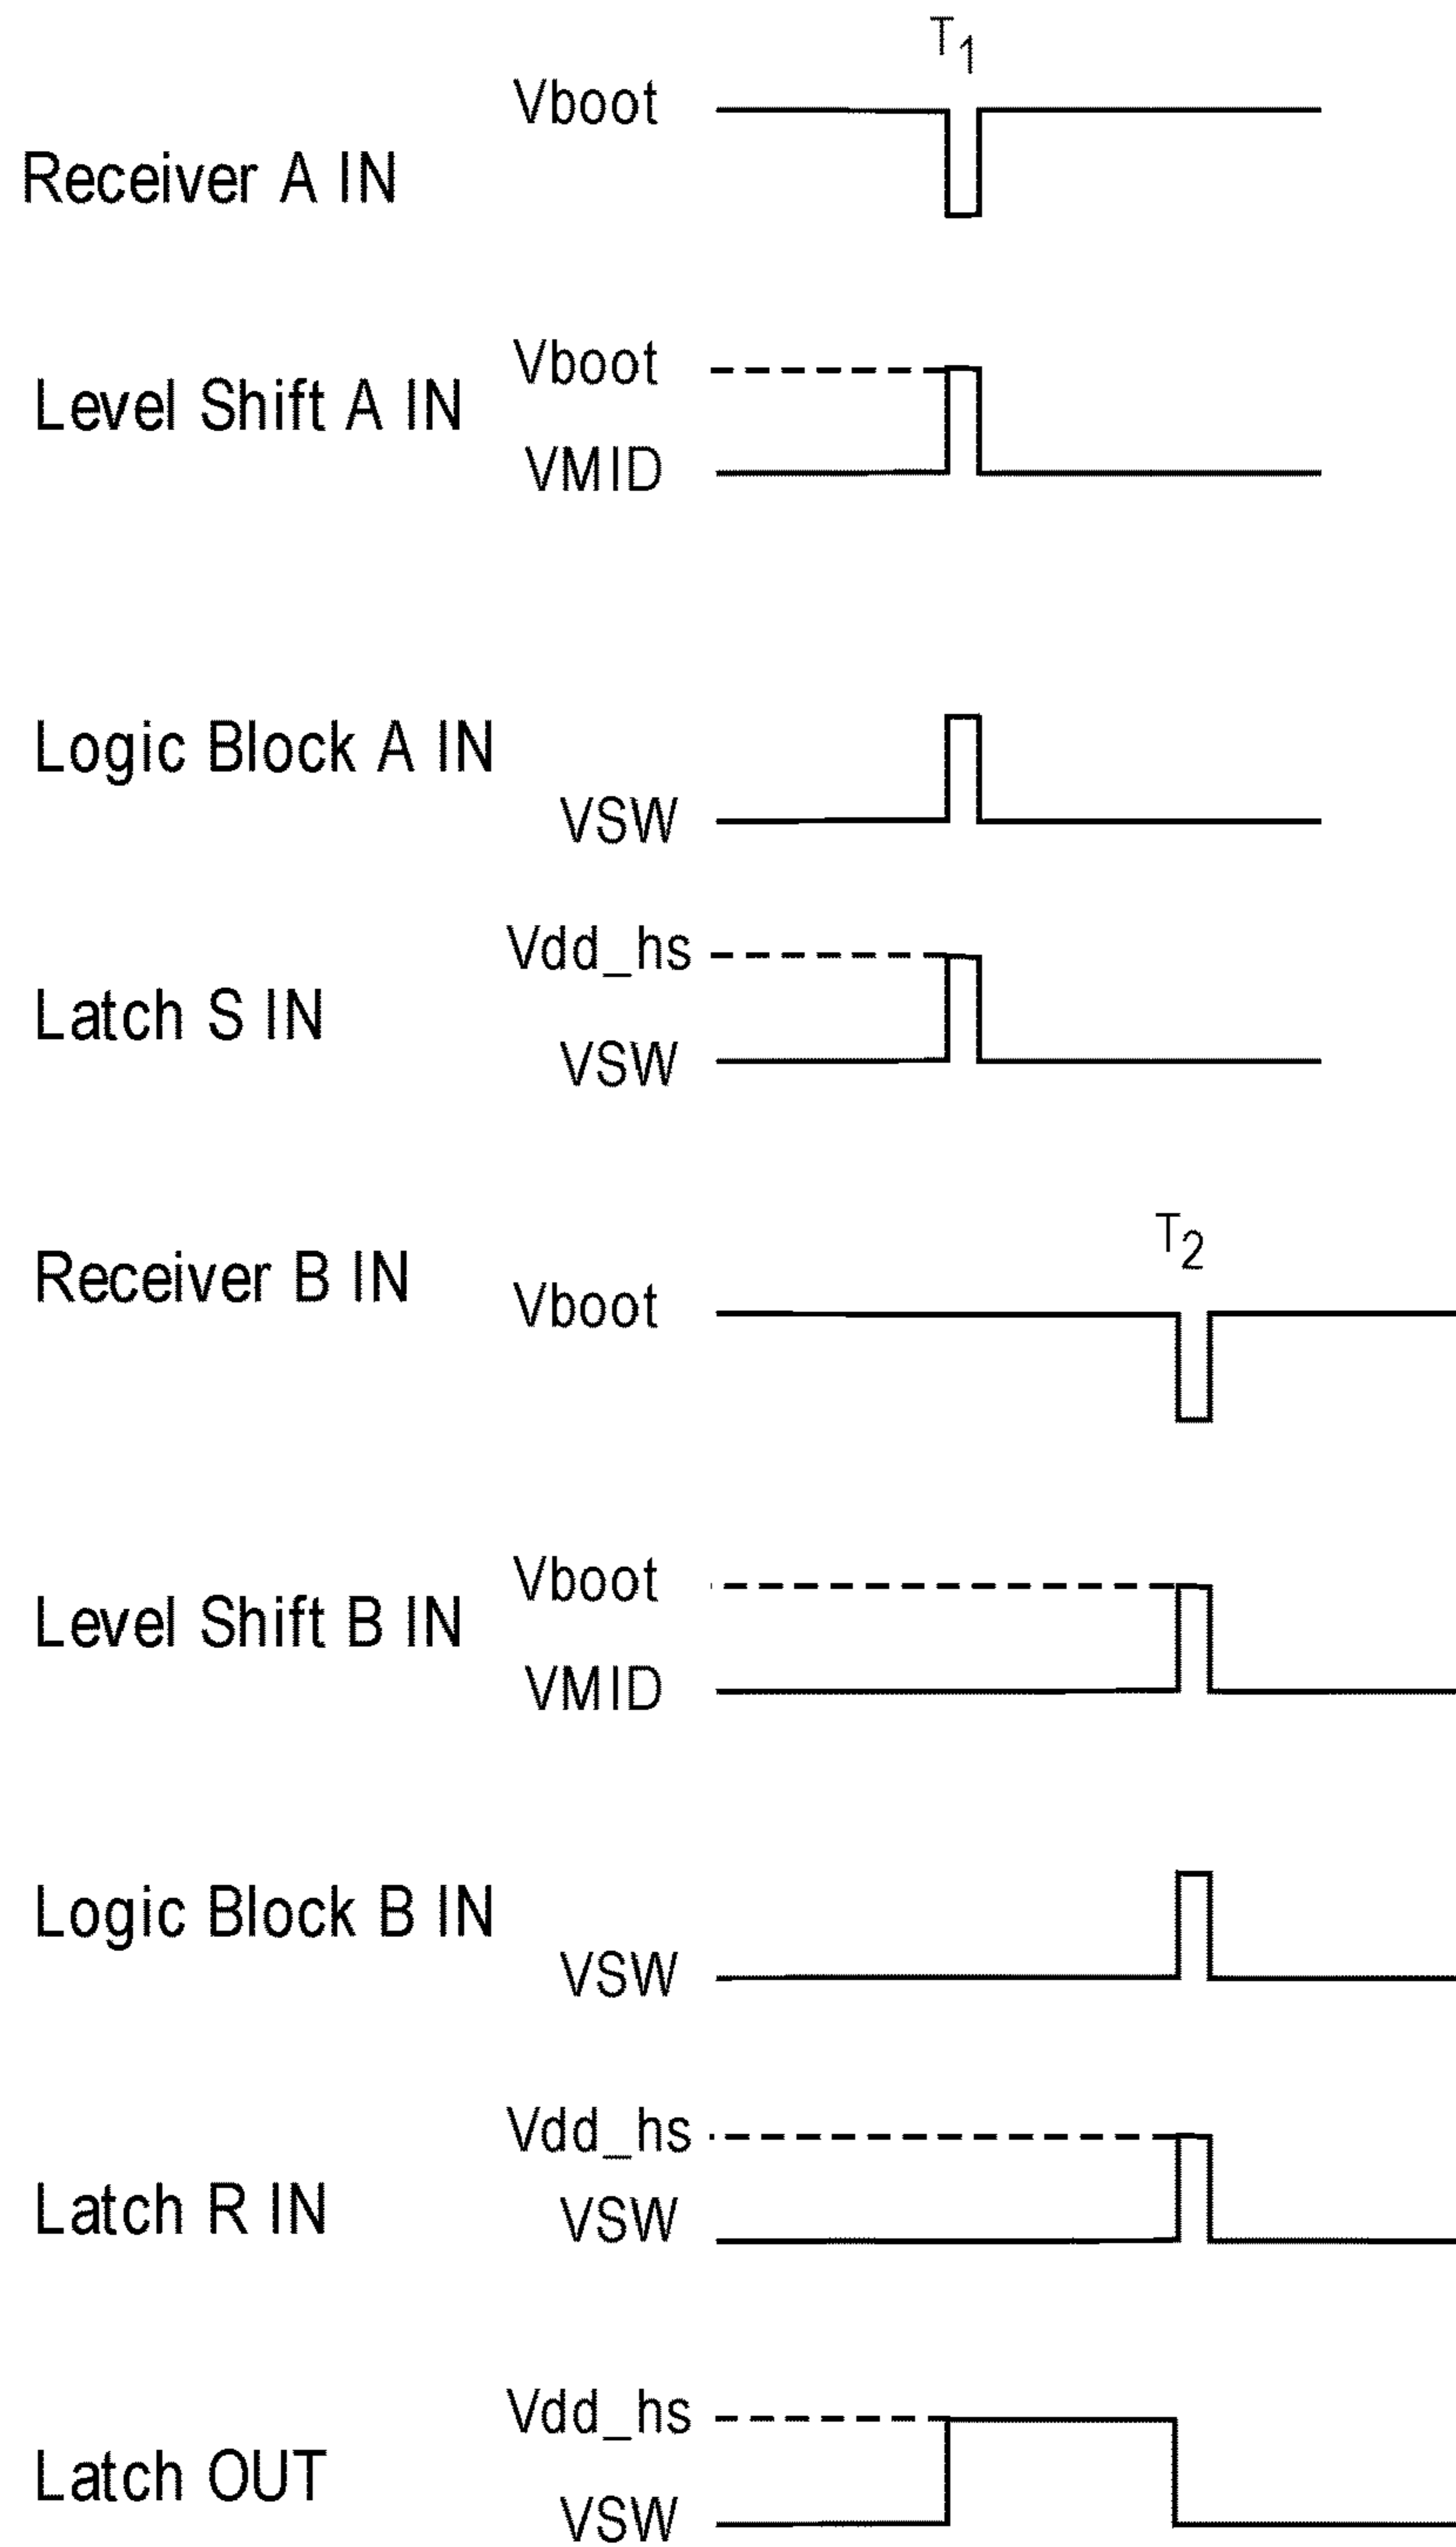 T1
Vboot
Receiver A IN
Vboot
Level Shift A IN
VMID
Logic Block A IN
VSW
Vdd_hs
Latch S IN
VSW
T2
Receiver B IN
Vboot
Vboot
Level Shift B IN
VMID
Logic Block B IN
VSW
Vdd_hs
Latch R IN
VSW
Vdd_hs
Latch OUT
VSW